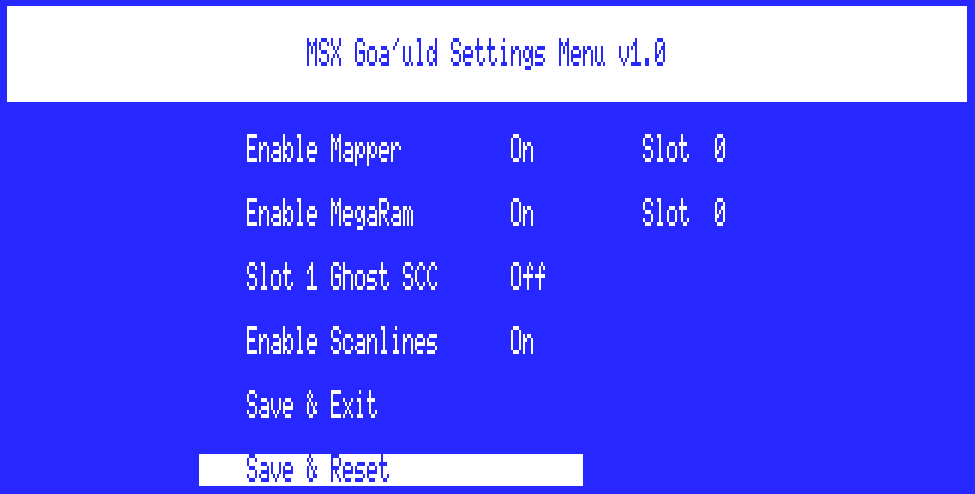 MSX Goa'uld Settings Menu v1.0
Enable Mapper On Slot 0
Enable MegaRam On Slot 0
Slot 1 Ghost SCC Off
Enable Scanlines On
Save & Exit
Save & Reset